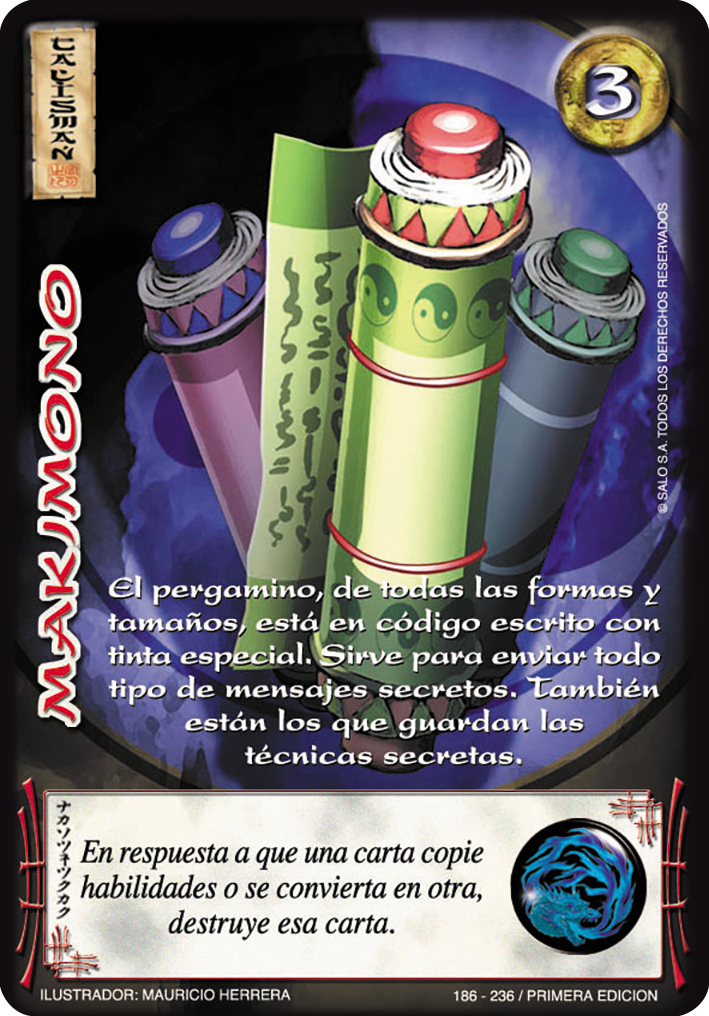 TALISMAN
3
MAKIMONO
© SALO S.A. TODOS LOS DERECHOS RESERVADOS
El pergamino, de todas las formas y
tamaños, está en código escrito con
tinta especial. Sirve para enviar todo
tipo de mensajes secretos. También
están los que guardan las
técnicas secretas.
ナカソツネツクカク
En respuesta a que una carta copie
habilidades o se convierta en otra,
destruye esa carta.
ILUSTRADOR: MAURICIO HERRERA
186 - 236 / PRIMERA EDICION